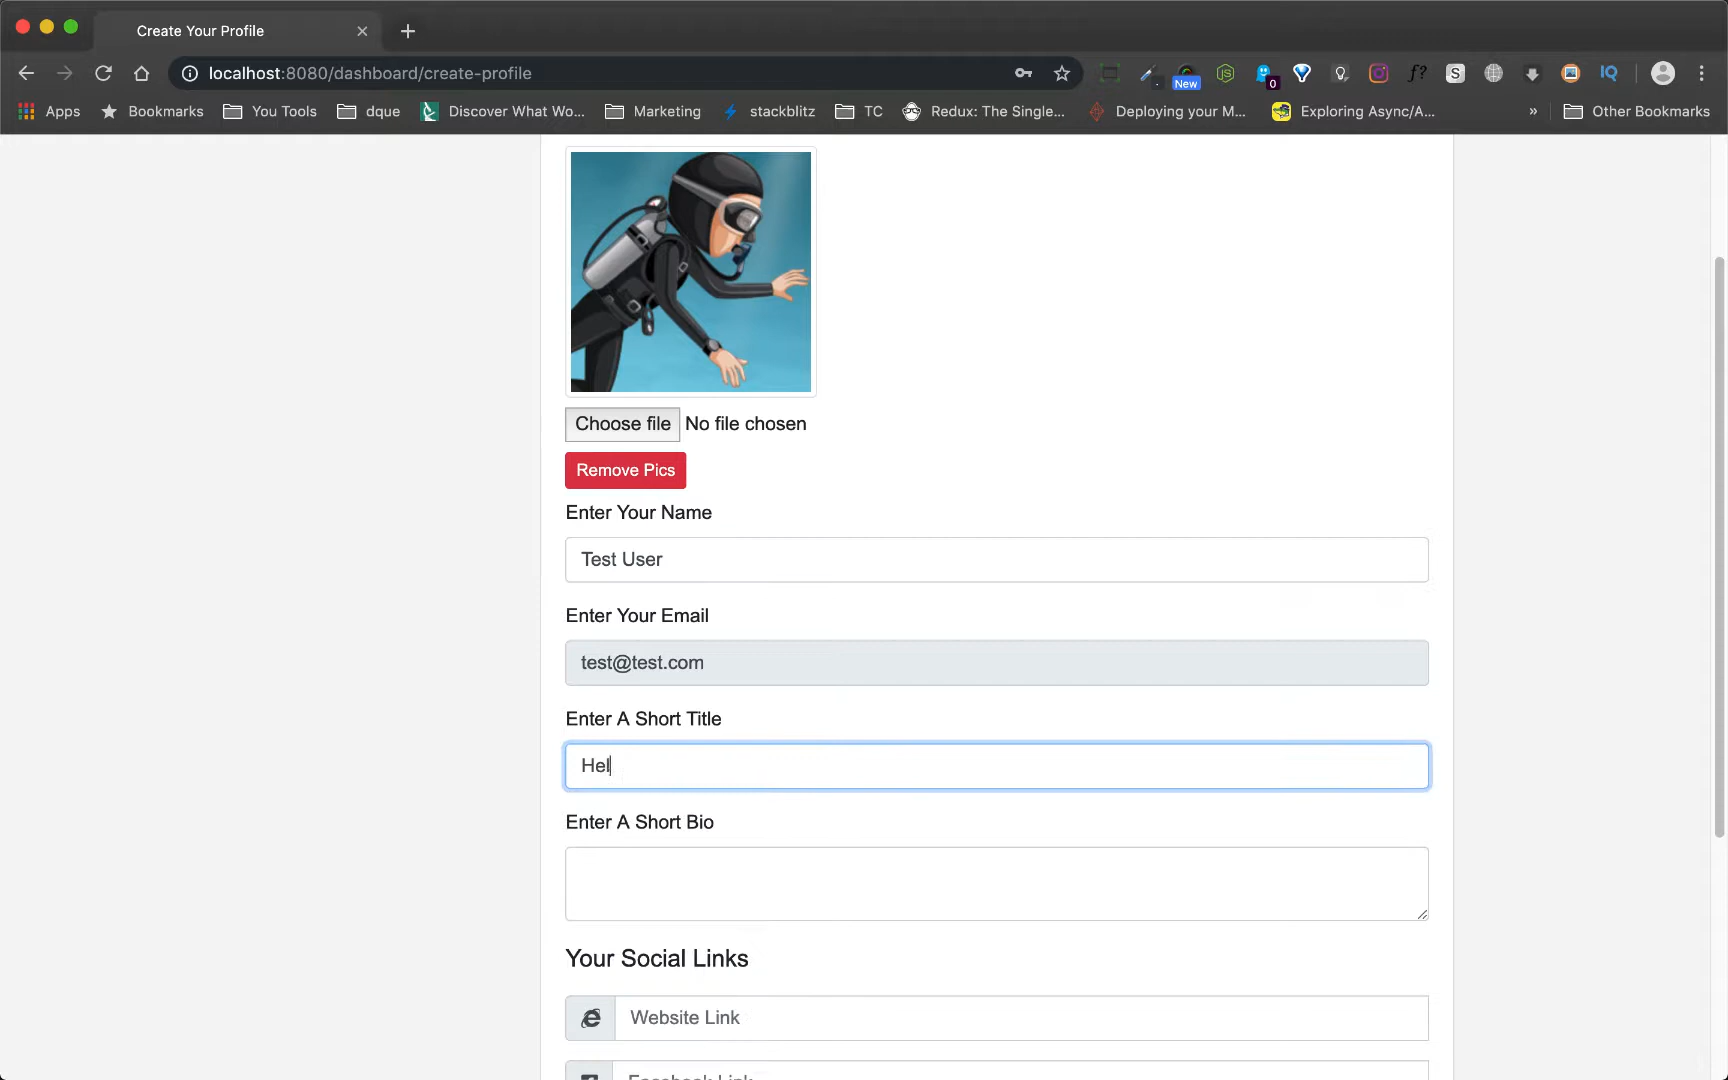 Create Your Profile
localhost:8080/dashboard/create-profile
New
0
f?
S
IQ
Apps
Bookmarks
You Tools
dque
Discover What Wo...
Marketing
stackblitz
TC
Redux: The Single...
Deploying your M...
Exploring Async/A...
»
Other Bookmarks
Choose file No file chosen
Remove Pics
Enter Your Name
Test User
Enter Your Email
test@test.com
Enter A Short Title
Hel
Enter A Short Bio
Your Social Links
Website Link
Facebook Link